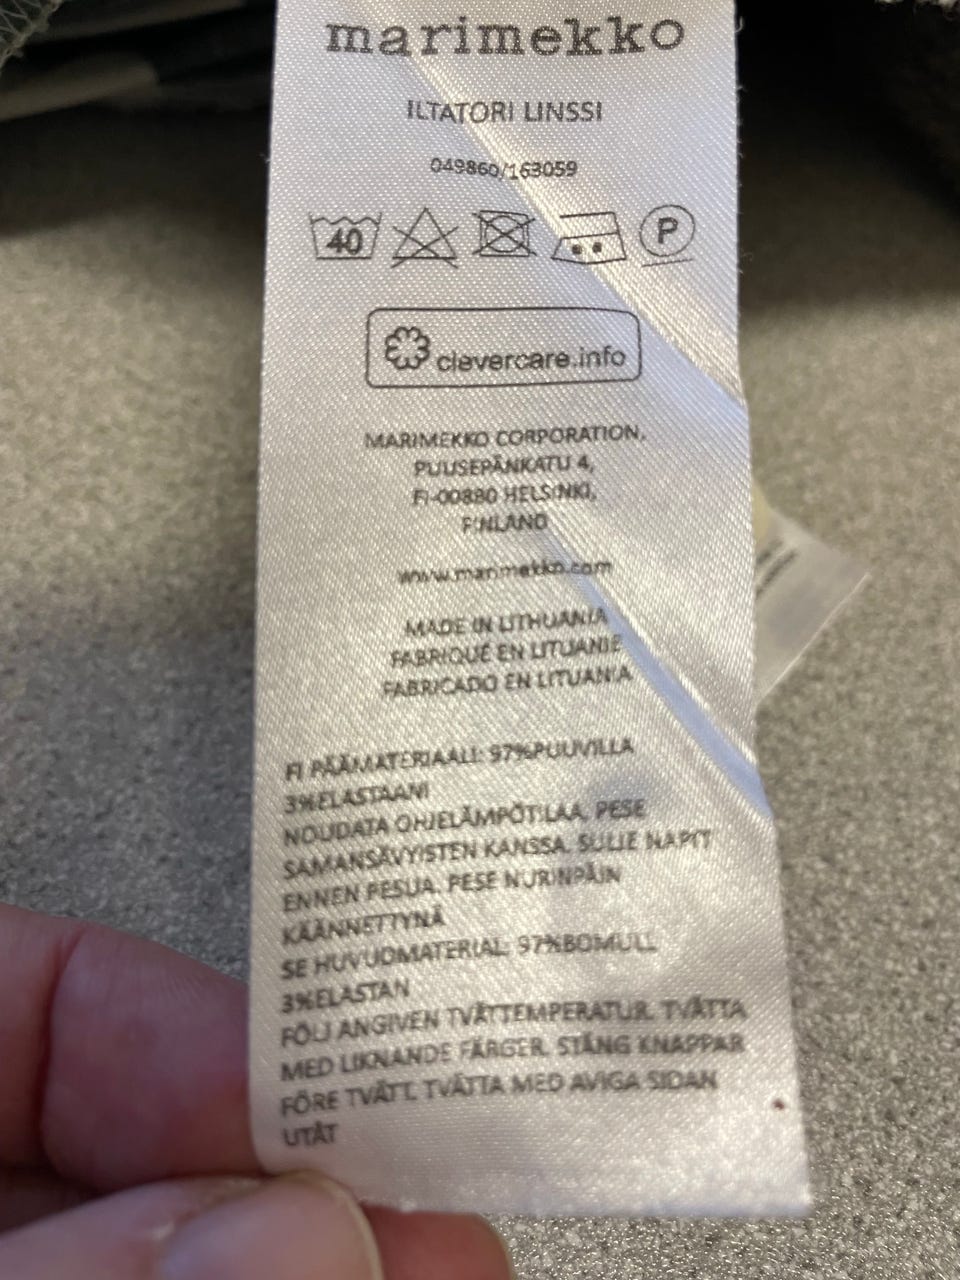 marimekko
ILTATORI LINSSI
049860/163059
40
P
clevercare.info
MARIMEKKO CORPORATION,
PUUSEPÄNKATU 4,
FI-00880 HELSINKI,
FINLAND
www.marimekko.com
MADE IN LITHUANIA
FABRIQUÉ EN LITUANIE
FABRICADO EN LITUANIA
FI PÄÄMATERIAALI: 97%PUUVILLA
3%ELASTAANI
NOUDATA OHJELÄMPÖTILAA. PESE
SAMANSÄVYISTEN KANSSA. SULJE NAPIT
ENNEN PESUA. PESE NURINPÄIN
KÄÄNNETTYNÄ
SE HUVUDMATERIAL: 97%BOMULL
3%ELASTAN
FÖLJ ANGIVEN TVÄTTEMPERATUR. TVÄTTA
MED LIKNANDE FÄRGER. STÄNG KNAPPAR
FÖRE TVÄTT. TVÄTTA MED AVIGA SIDAN
UTÅT